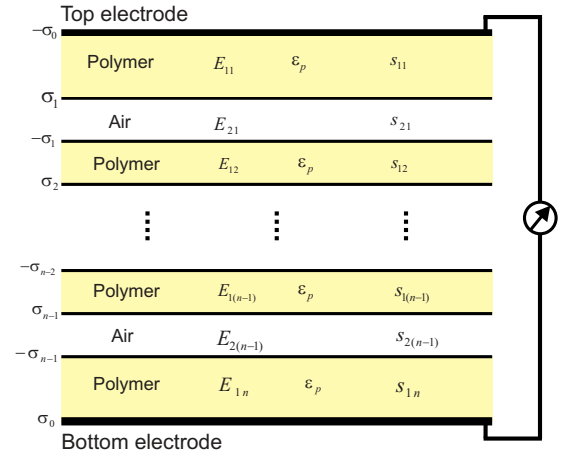 Top electrode
−σ₀
Polymer E₁₁ εₚ s₁₁
σ₁
Air E₂₁ s₂₁
−σ₁
Polymer E₁₂ εₚ s₁₂
σ₂
−σₙ₋₂
Polymer E₁₍ₙ₋₁₎ εₚ s₁₍ₙ₋₁₎
σₙ₋₁
Air E₂₍ₙ₋₁₎ s₂₍ₙ₋₁₎
−σₙ₋₁
Polymer E₁ₙ εₚ s₁ₙ
σ₀
Bottom electrode